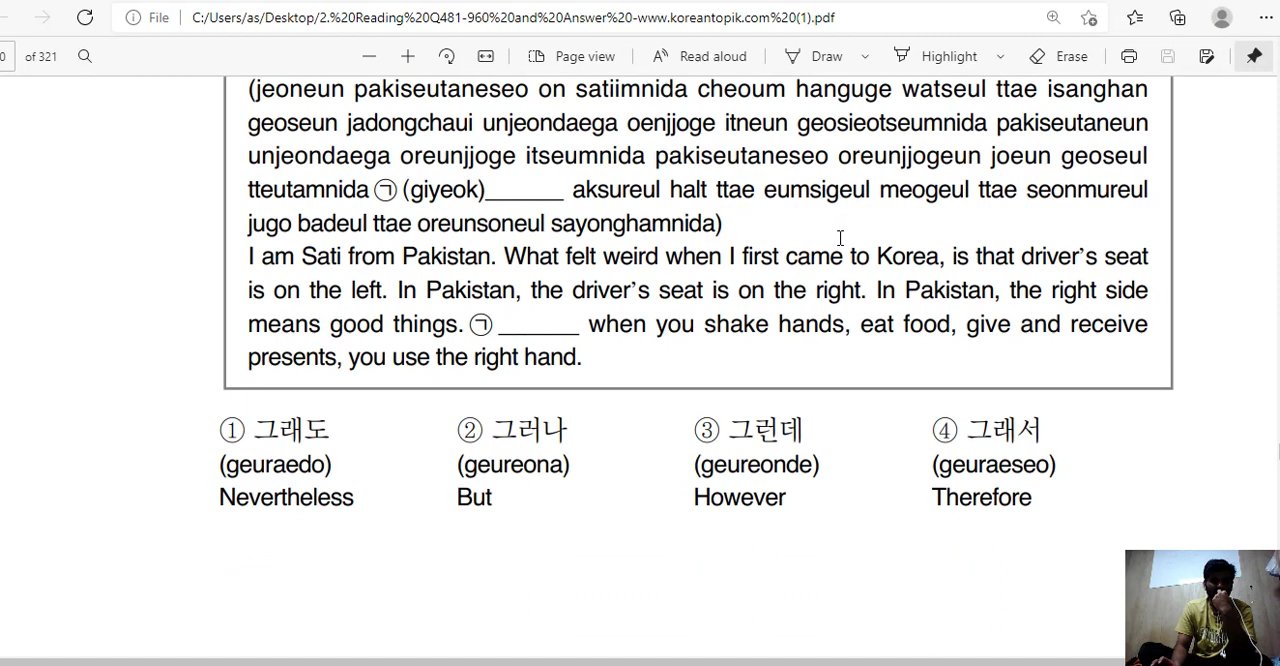 File C:/Users/as/Desktop/2.%20Reading%20Q481-960%20and%20Answer%20-www.koreantopik.com%20(1).pdf
0 of 321 Page view Read aloud Draw Highlight Erase
(jeoneun pakiseutaneseo on satiimnida cheoum hanguge watseul ttae isanghan
geoseun jadongchaui unjeondaega oenjjoge itneun geosieotseumnida pakiseutaneun
unjeondaega oreunjjoge itseumnida pakiseutaneseo oreunjjogeun joeun geoseul
tteutamnida ㉠ (giyeok)______ aksureul halt ttae eumsigeul meogeul ttae seonmureul
jugo badeul ttae oreunsoneul sayonghamnida)
I am Sati from Pakistan. What felt weird when I first came to Korea, is that driver’s seat
is on the left. In Pakistan, the driver’s seat is on the right. In Pakistan, the right side
means good things. ㉠ ______ when you shake hands, eat food, give and receive
presents, you use the right hand.
① 그래도 ② 그러나 ③ 그런데 ④ 그래서
(geuraedo) (geureona) (geureonde) (geuraeseo)
Nevertheless But However Therefore